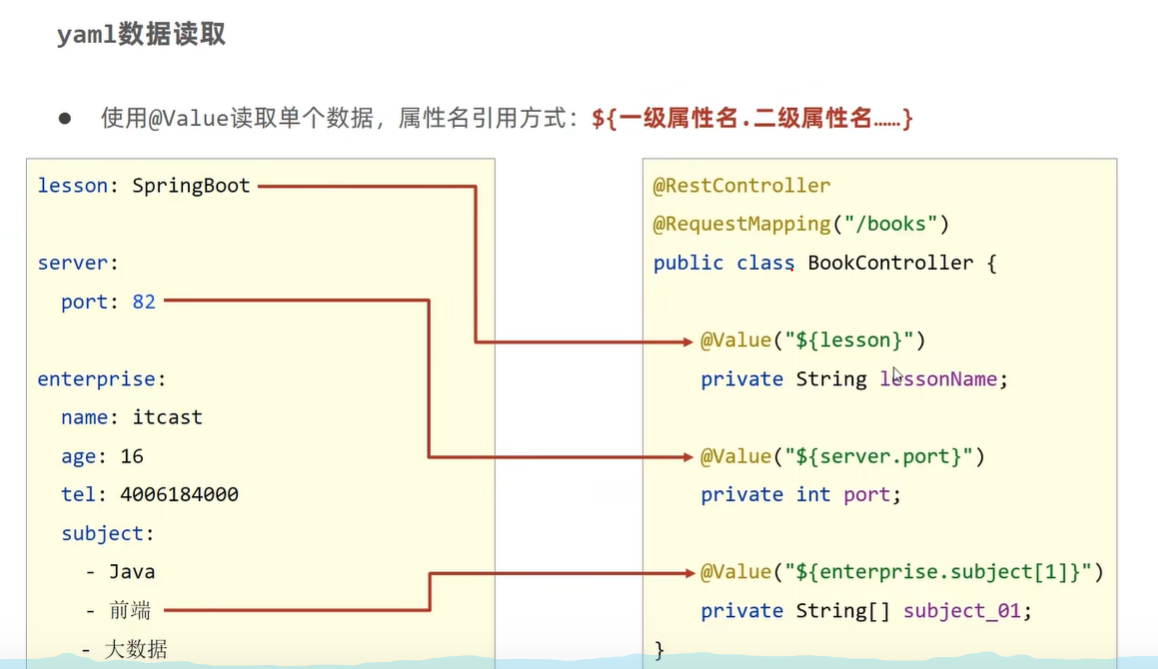 yaml数据读取
● 使用@Value读取单个数据，属性名引用方式：${一级属性名.二级属性名……}
lesson: SpringBoot
server:
port: 82
enterprise:
name: itcast
age: 16
tel: 4006184000
subject:
- Java
- 前端
- 大数据
@RestController
@RequestMapping("/books")
public class BookController {
@Value("${lesson}")
private String lessonName;
@Value("${server.port}")
private int port;
@Value("${enterprise.subject[1]}")
private String[] subject_01;
}